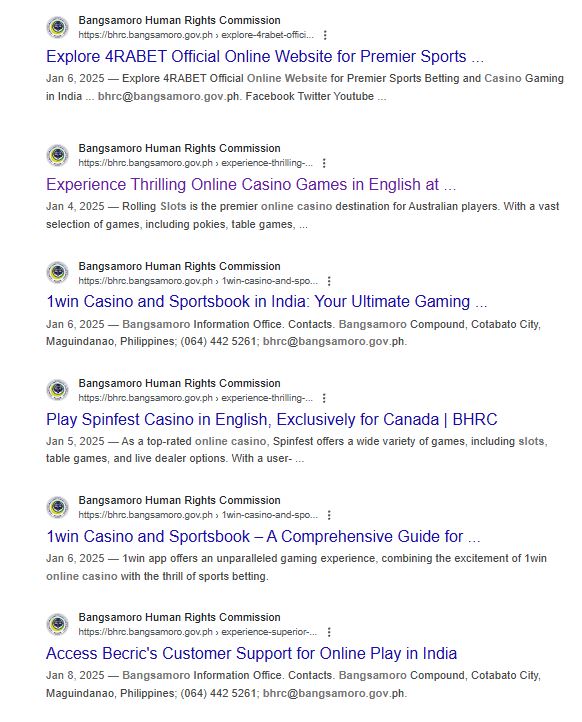 Bangsamoro Human Rights Commission
https://bhrc.bangsamoro.gov.ph › explore-4rabet-offici...
Explore 4RABET Official Online Website for Premier Sports ...
Jan 6, 2025 — Explore 4RABET Official Online Website for Premier Sports Betting and Casino Gaming
in India ... bhrc@bangsamoro.gov.ph. Facebook Twitter Youtube ...
Bangsamoro Human Rights Commission
https://bhrc.bangsamoro.gov.ph › experience-thrilling-...
Experience Thrilling Online Casino Games in English at ...
Jan 4, 2025 — Rolling Slots is the premier online casino destination for Australian players. With a vast
selection of games, including pokies, table games, ...
Bangsamoro Human Rights Commission
https://bhrc.bangsamoro.gov.ph › 1win-casino-and-spo...
1win Casino and Sportsbook in India: Your Ultimate Gaming ...
Jan 6, 2025 — Bangsamoro Information Office. Contacts. Bangsamoro Compound, Cotabato City,
Maguindanao, Philippines; (064) 442 5261; bhrc@bangsamoro.gov.ph.
Bangsamoro Human Rights Commission
https://bhrc.bangsamoro.gov.ph › experience-thrilling-...
Play Spinfest Casino in English, Exclusively for Canada | BHRC
Jan 5, 2025 — As a top-rated online casino, Spinfest offers a wide variety of games, including slots,
table games, and live dealer options. With a user- ...
Bangsamoro Human Rights Commission
https://bhrc.bangsamoro.gov.ph › 1win-casino-and-spo...
1win Casino and Sportsbook – A Comprehensive Guide for ...
Jan 6, 2025 — 1win app offers an unparalleled gaming experience, combining the excitement of 1win
online casino with the thrill of sports betting.
Bangsamoro Human Rights Commission
https://bhrc.bangsamoro.gov.ph › experience-superior-...
Access Becric's Customer Support for Online Play in India
Jan 8, 2025 — Bangsamoro Information Office. Contacts. Bangsamoro Compound, Cotabato City,
Maguindanao, Philippines; (064) 442 5261; bhrc@bangsamoro.gov.ph.